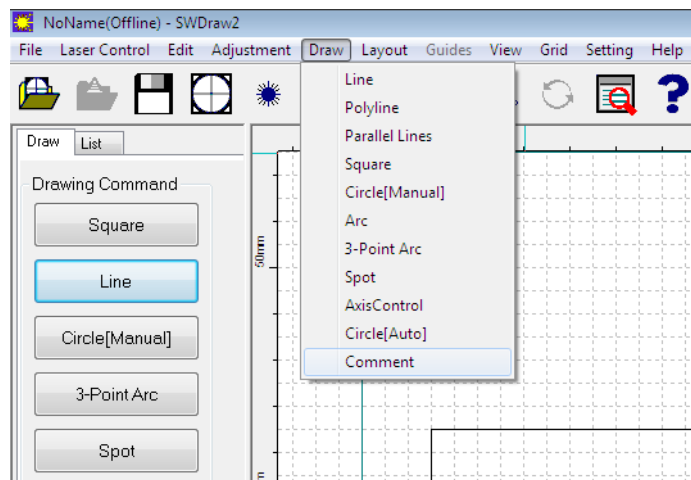 NoName(Offline) - SWDraw2
File Laser Control Edit Adjustment Draw Layout Guides View Grid Setting Help
Draw List
Drawing Command
Square
Line
Circle[Manual]
3-Point Arc
Spot
Line
Polyline
Parallel Lines
Square
Circle[Manual]
Arc
3-Point Arc
Spot
AxisControl
Circle[Auto]
Comment
50mm